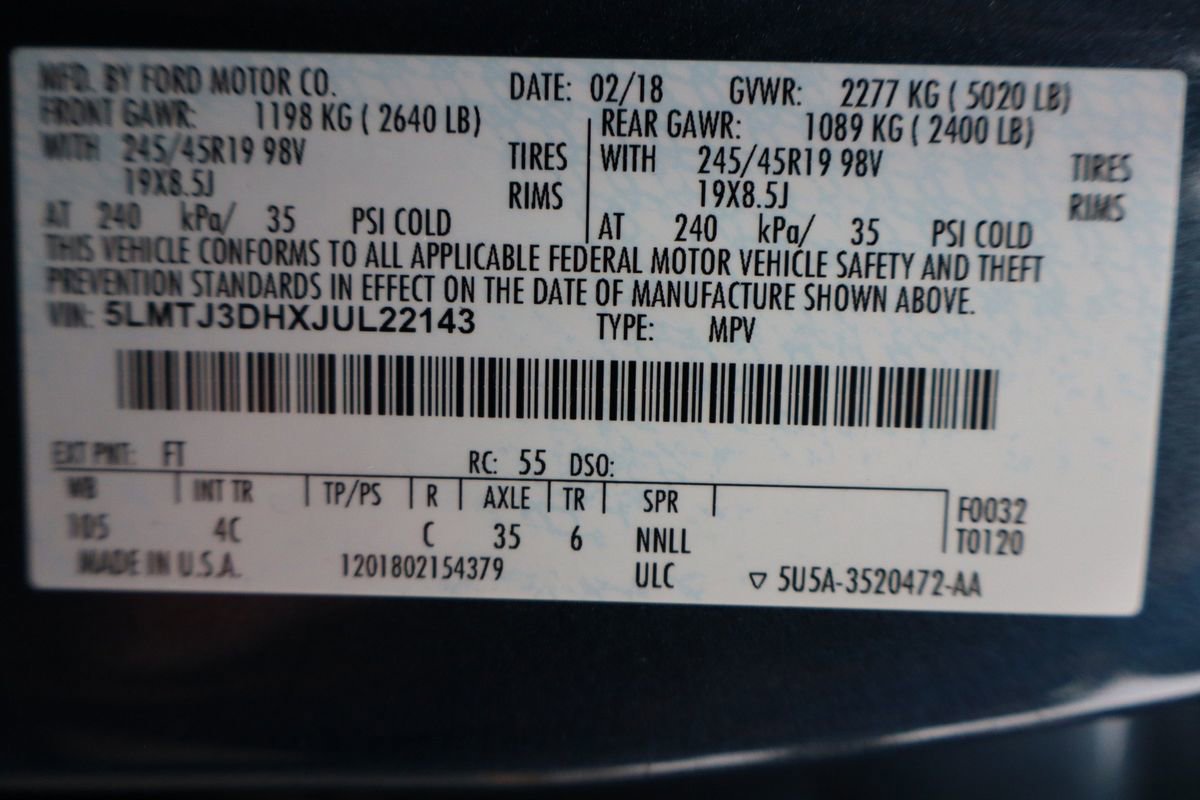 MFD. BY FORD MOTOR CO. DATE: 02/18 GVWR: 2277 KG ( 5020 LB)
FRONT GAWR: 1198 KG ( 2640 LB) REAR GAWR: 1089 KG ( 2400 LB)
WITH 245/45R19 98V TIRES WITH 245/45R19 98V TIRES
19X8.5J RIMS 19X8.5J RIMS
AT 240 kPa/ 35 PSI COLD AT 240 kPa/ 35 PSI COLD
THIS VEHICLE CONFORMS TO ALL APPLICABLE FEDERAL MOTOR VEHICLE SAFETY AND THEFT
PREVENTION STANDARDS IN EFFECT ON THE DATE OF MANUFACTURE SHOWN ABOVE.
VIN: 5LMTJ3DHXJUL22143 TYPE: MPV
EXT PNT: FT RC: 55 DSO:
WB INT TR TP/PS R AXLE TR SPR F0032
105 4C C 35 6 NNLL T0120
MADE IN U.S.A. 1201802154379 ULC ▽ 5U5A-3520472-AA